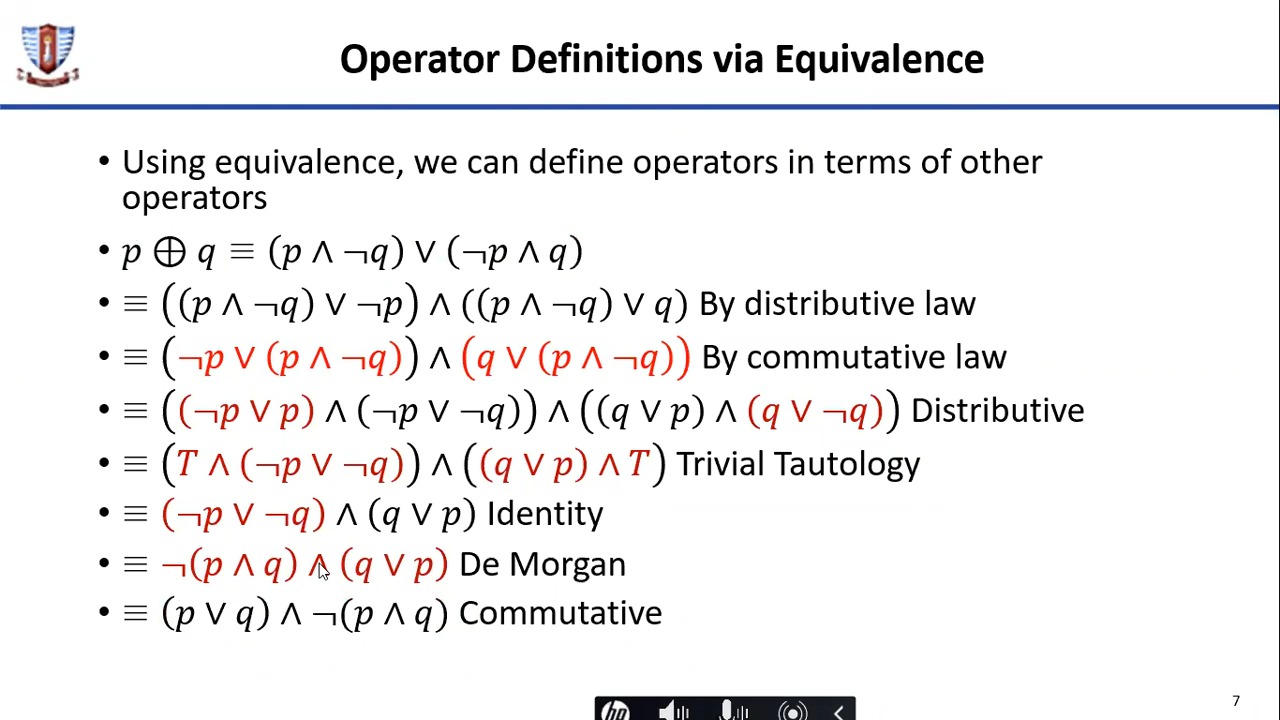 Operator Definitions via Equivalence
• Using equivalence, we can define operators in terms of other
operators
• p ⊕ q ≡ (p ∧ ¬q) ∨ (¬p ∧ q)
• ≡ ((p ∧ ¬q) ∨ ¬p) ∧ ((p ∧ ¬q) ∨ q) By distributive law
• ≡ (¬p ∨ (p ∧ ¬q)) ∧ (q ∨ (p ∧ ¬q)) By commutative law
• ≡ ((¬p ∨ p) ∧ (¬p ∨ ¬q)) ∧ ((q ∨ p) ∧ (q ∨ ¬q)) Distributive
• ≡ (T ∧ (¬p ∨ ¬q)) ∧ ((q ∨ p) ∧ T) Trivial Tautology
• ≡ (¬p ∨ ¬q) ∧ (q ∨ p) Identity
• ≡ ¬(p ∧ q) ∧ (q ∨ p) De Morgan
• ≡ (p ∨ q) ∧ ¬(p ∧ q) Commutative
7
hp